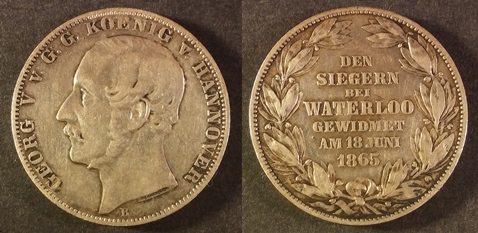 GEORG V v. G. G. KOENIG v. HANNOVER
B
DEN
SIEGERN
BEI
WATERLOO
GEWIDMET
AM 18 JUNI
1865